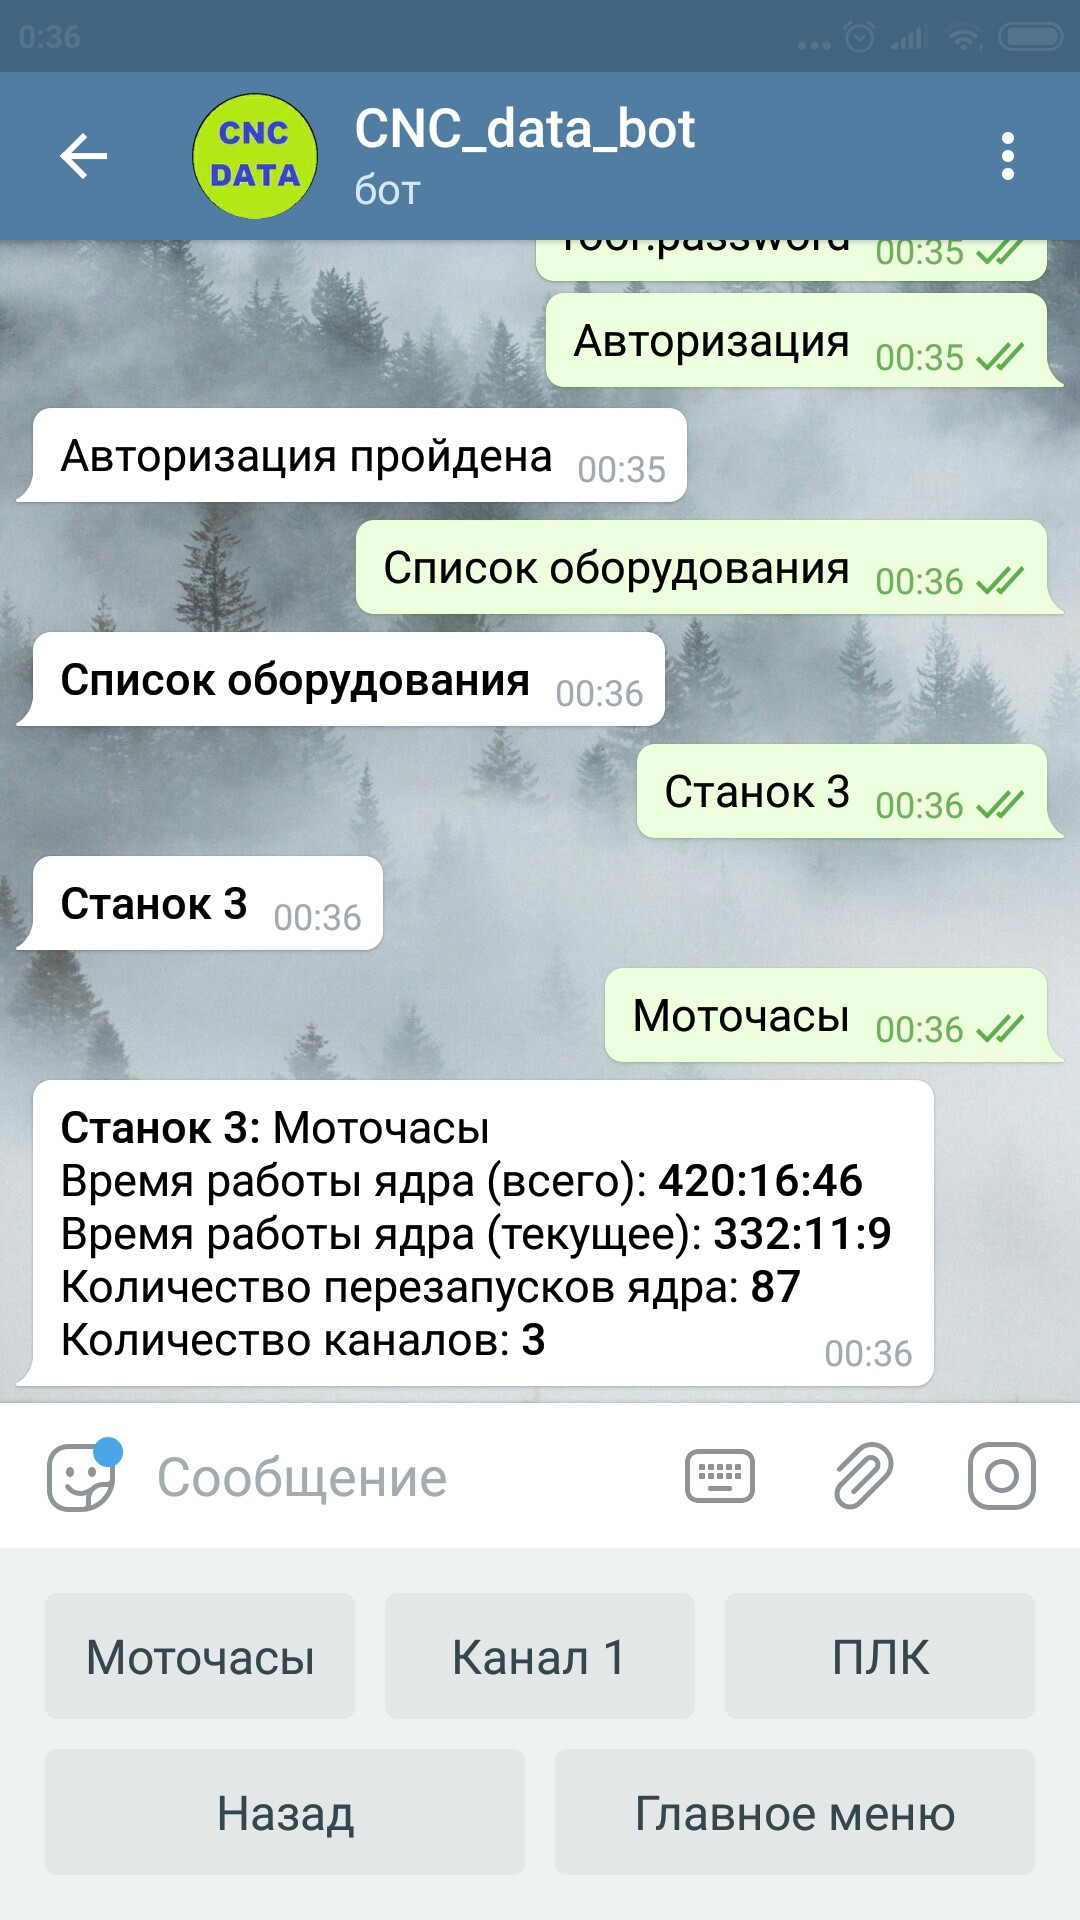 0:36
CNC
DATA
CNC_data_bot
бот
00:35
Авторизация 00:35
Авторизация пройдена 00:35
Список оборудования 00:36
Список оборудования 00:36
Станок 3 00:36
Станок 3 00:36
Моточасы 00:36
Станок 3: Моточасы
Время работы ядра (всего): 420:16:46
Время работы ядра (текущее): 332:11:9
Количество перезапусков ядра: 87
Количество каналов: 3 00:36
Сообщение
Моточасы
Канал 1
ПЛК
Назад
Главное меню